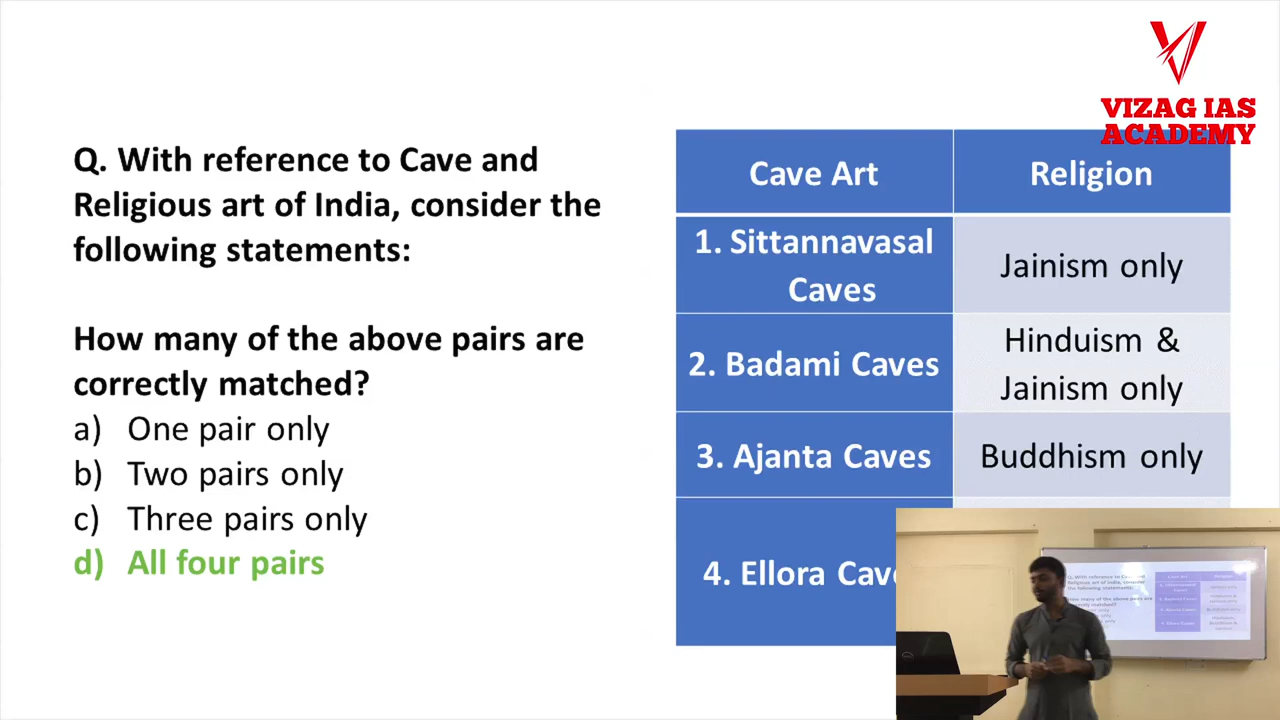 VIZAG IAS
ACADEMY
Q. With reference to Cave and
Religious art of India, consider the
following statements:
How many of the above pairs are
correctly matched?
a) One pair only
b) Two pairs only
c) Three pairs only
d) All four pairs
Cave Art Religion
1. Sittannavasal
Caves
Jainism only
2. Badami Caves
Hinduism &
Jainism only
3. Ajanta Caves
Buddhism only
4. Ellora